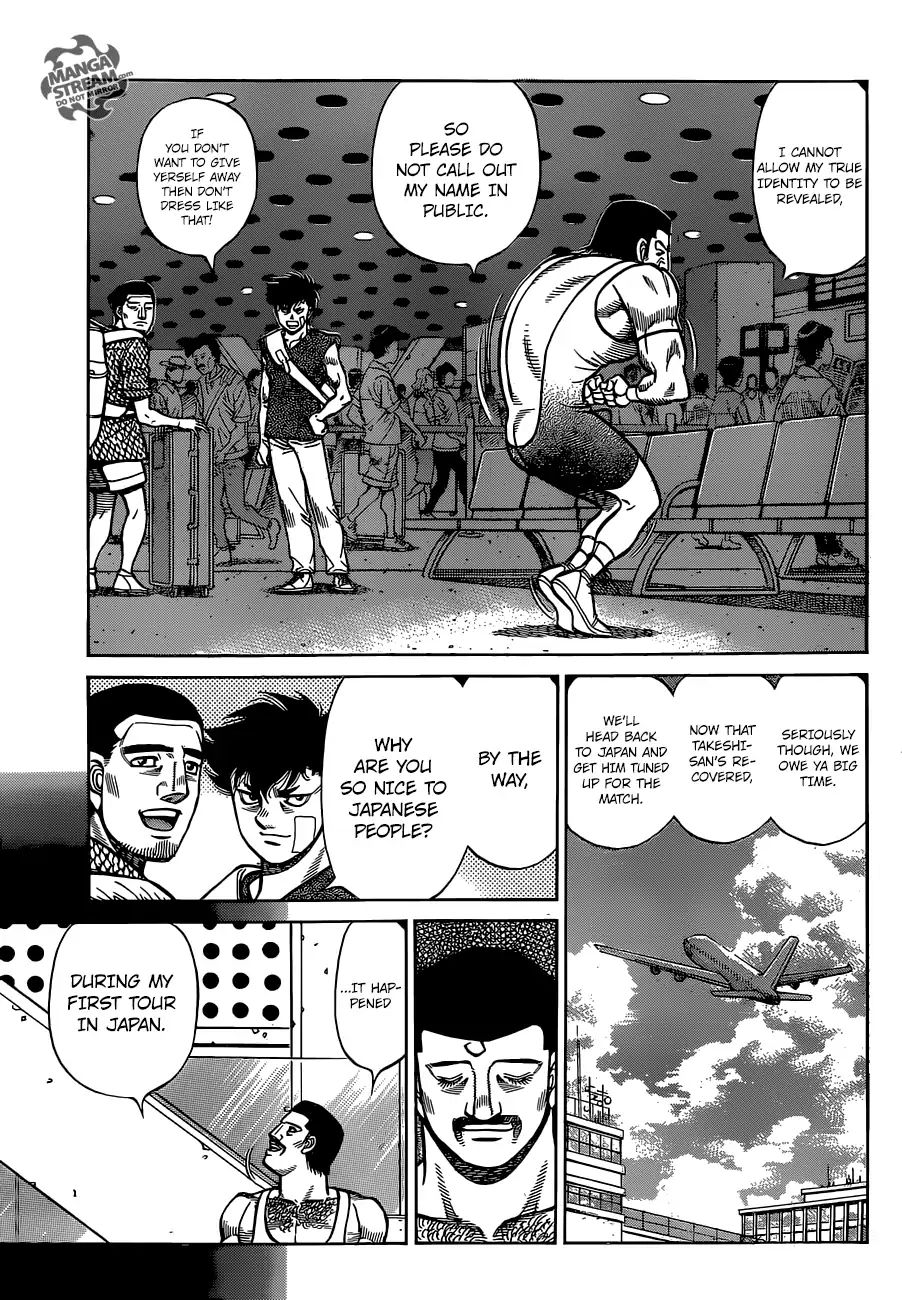 MANGA
STREAM.com
DO NOT MIRROR
I CANNOT
ALLOW MY TRUE
IDENTITY TO BE
REVEALED,
SO
PLEASE DO
NOT CALL OUT
MY NAME IN
PUBLIC.
IF
YOU DON'T
WANT TO GIVE
YERSELF AWAY
THEN DON'T
DRESS LIKE
THAT!
SERIOUSLY
THOUGH, WE
OWE YA BIG
TIME.
NOW THAT
TAKESHI-
SAN'S RE-
COVERED,
WE'LL
HEAD BACK
TO JAPAN AND
GET HIM TUNED
UP FOR THE
MATCH.
BY THE
WAY,
WHY
ARE YOU
SO NICE TO
JAPANESE
PEOPLE?
...IT HAP-
PENED
DURING MY
FIRST TOUR
IN JAPAN.